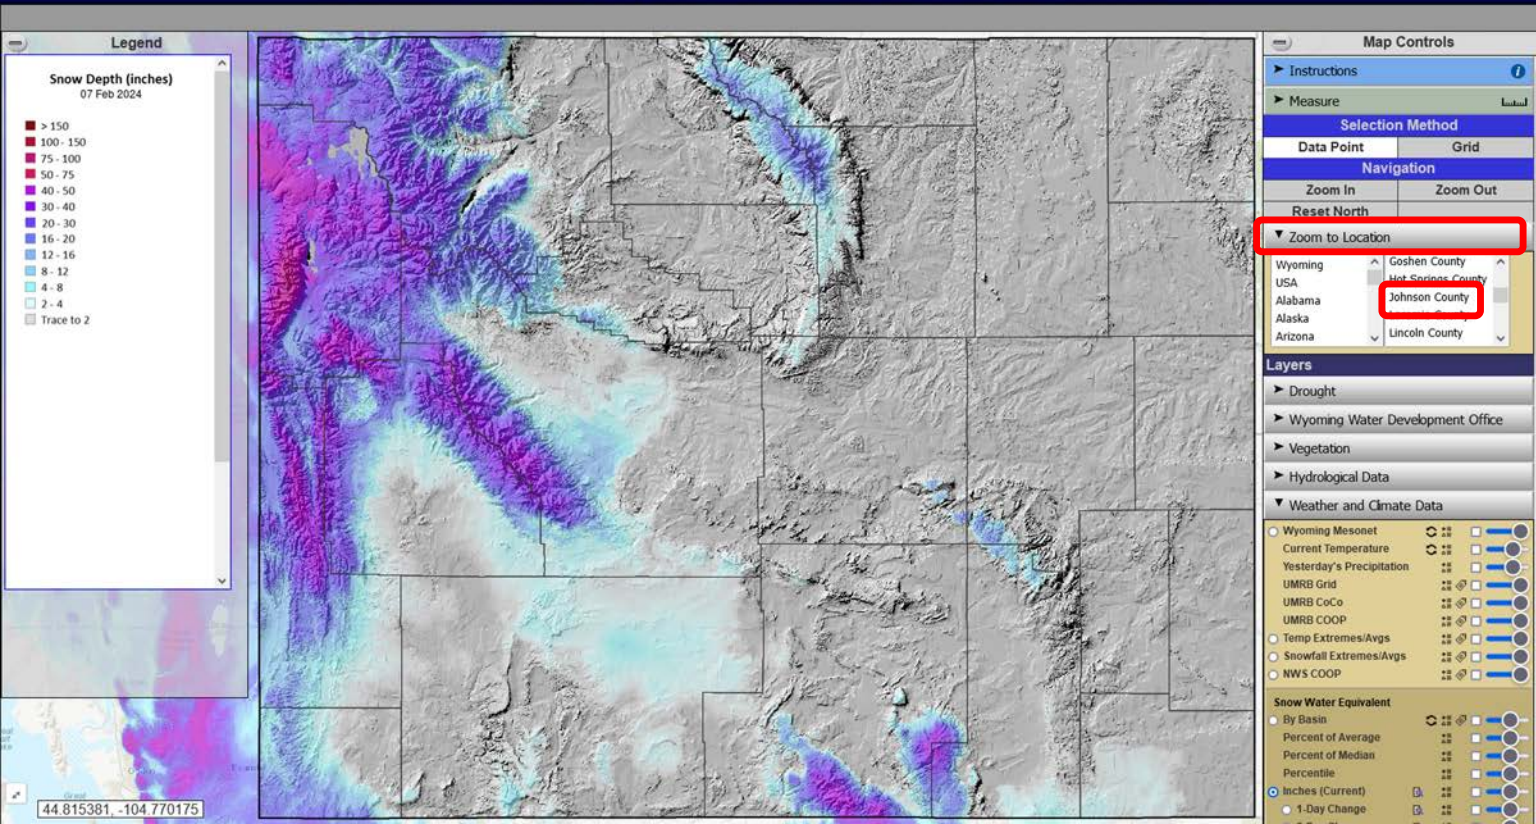 Legend
Snow Depth (inches)
07 Feb 2024
> 150
100 - 150
75 - 100
50 - 75
40 - 50
30 - 40
20 - 30
16 - 20
12 - 16
8 - 12
4 - 8
2 - 4
Trace to 2
44.815381, -104.770175
Map Controls
Instructions
Measure
Selection Method
Data Point Grid
Navigation
Zoom In Zoom Out
Reset North
Zoom to Location
Wyoming
USA
Alabama
Alaska
Arizona
Goshen County
Hot Springs County
Johnson County
Lincoln County
Layers
Drought
Wyoming Water Development Office
Vegetation
Hydrological Data
Weather and Climate Data
Wyoming Mesonet
Current Temperature
Yesterday's Precipitation
UMRB Grid
UMRB CoCo
UMRB COOP
Temp Extremes/Avgs
Snowfall Extremes/Avgs
NWS COOP
Snow Water Equivalent
By Basin
Percent of Average
Percent of Median
Percentile
Inches (Current)
1-Day Change